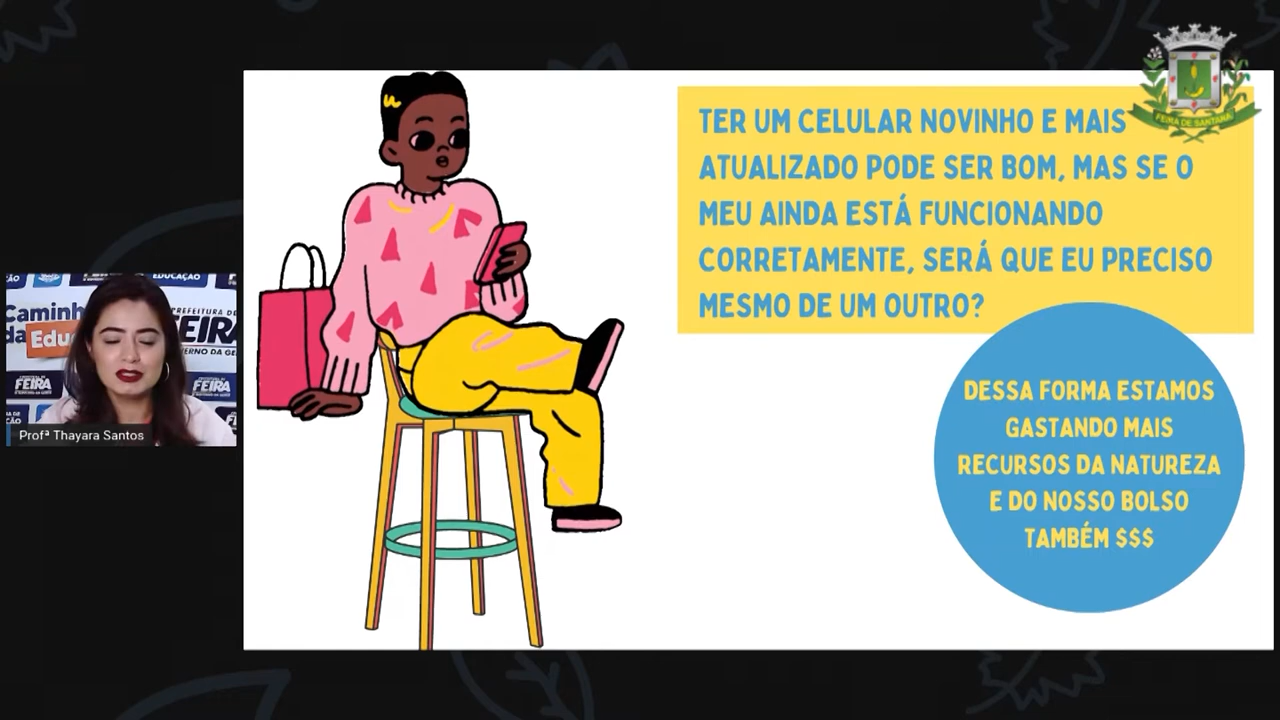 FEIRA DE SANTANA
TER UM CELULAR NOVINHO E MAIS
ATUALIZADO PODE SER BOM, MAS SE O
MEU AINDA ESTÁ FUNCIONANDO
CORRETAMENTE, SERÁ QUE EU PRECISO
MESMO DE UM OUTRO?
DESSA FORMA ESTAMOS
GASTANDO MAIS
RECURSOS DA NATUREZA
E DO NOSSO BOLSO
TAMBÉM $$$
EDUCAÇÃO
Caminh
da Edu
PREFEITURA DE
FEIRA
FEIRA
Profª Thayara Santos